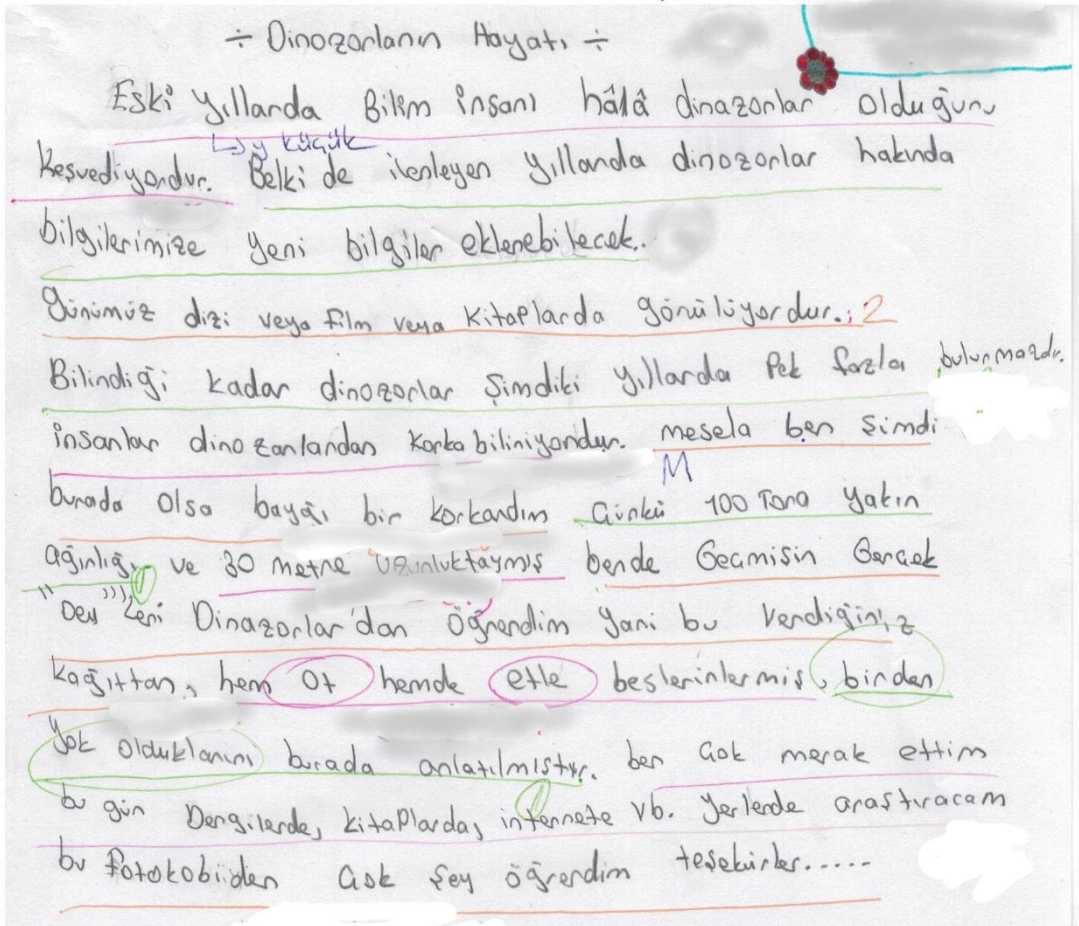 ÷ Dinozorların Hayatı ÷
Eski yıllarda Bilim insanı hâlâ dinazorlar olduğunu
↳ y küçük
keşvediyordur. Belki de ilerleyen yıllarda dinozorlar hakında
bilgilerimize yeni bilgiler eklenebilecek..
Günümüz dizi veya film veya kitaplarda görülüyordur.; 2
Bilindiği kadar dinozorlar şimdiki yıllarda Pek fazla bulunmazdı.
insanlar dinozarlardan korkabiliniyordur. mesela ben şimdi
M
burada olsa bayağı bir korkardım Çünkü 100 Tona yakın
ağırlığı ve 30 metre uzunluktaymış bende Geçmişin Gerçek
"Dev"leri Dinazorlar'dan öğrendim yani bu verdiğiniz
kağıttan, hem ot hemde etle beslerinlermiş, birden
yok olduklarını burada anlatılmıştır. ben çok merak ettim
bu gün Dergilerde, kitaplarda, internete vb. yerlerde araştıracam
bu fotokobiden çok şey öğrendim teşekürler.....